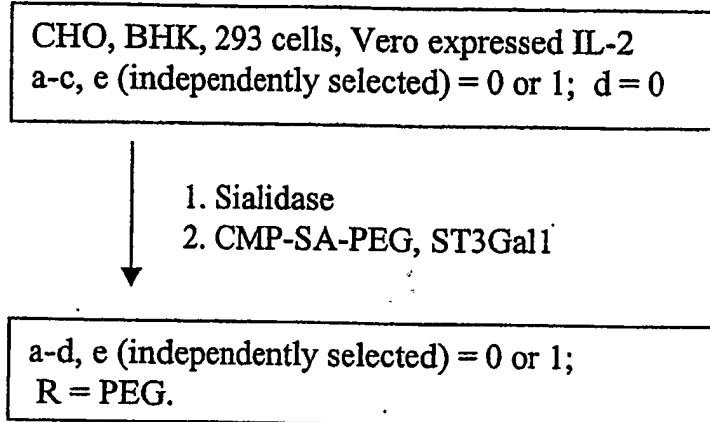 CHO, BHK, 293 cells, Vero expressed IL-2
a-c, e (independently selected) = 0 or 1; d = 0
1. Sialidase
2. CMP-SA-PEG, ST3Gal1
a-d, e (independently selected) = 0 or 1;
R = PEG.